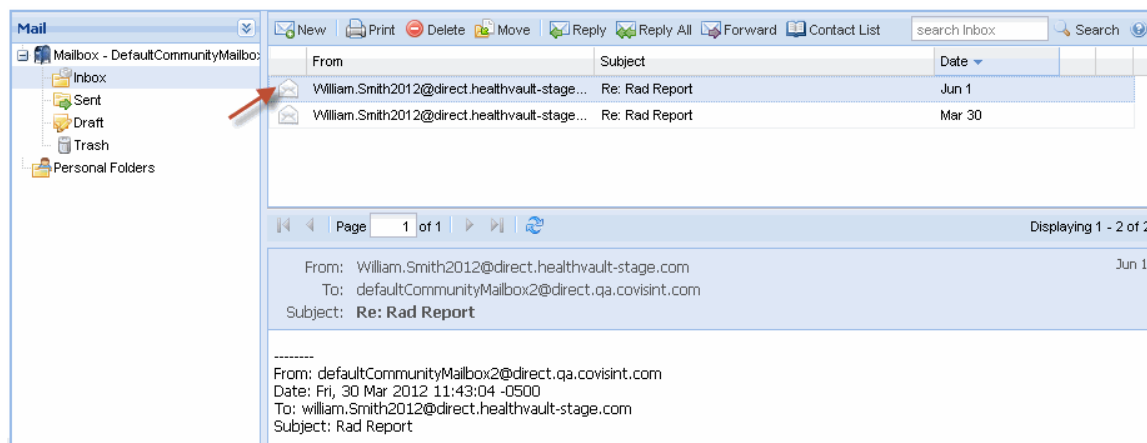 Mail
Mailbox - DefaultCommunityMailbo
Inbox
Sent
Draft
Trash
Personal Folders
New Print Delete Move Reply Reply All Forward Contact List search Inbox Search
From Subject Date
William.Smith2012@direct.healthvault-stage... Re: Rad Report Jun 1
William.Smith2012@direct.healthvault-stage... Re: Rad Report Mar 30
Page 1 of 1 Displaying 1 - 2 of 2
From: William.Smith2012@direct.healthvault-stage.com Jun 1
To: defaultCommunityMailbox2@direct.qa.covisint.com
Subject: Re: Rad Report
--------
From: defaultCommunityMailbox2@direct.qa.covisint.com
Date: Fri, 30 Mar 2012 11:43:04 -0500
To: william.Smith2012@direct.healthvault-stage.com
Subject: Rad Report